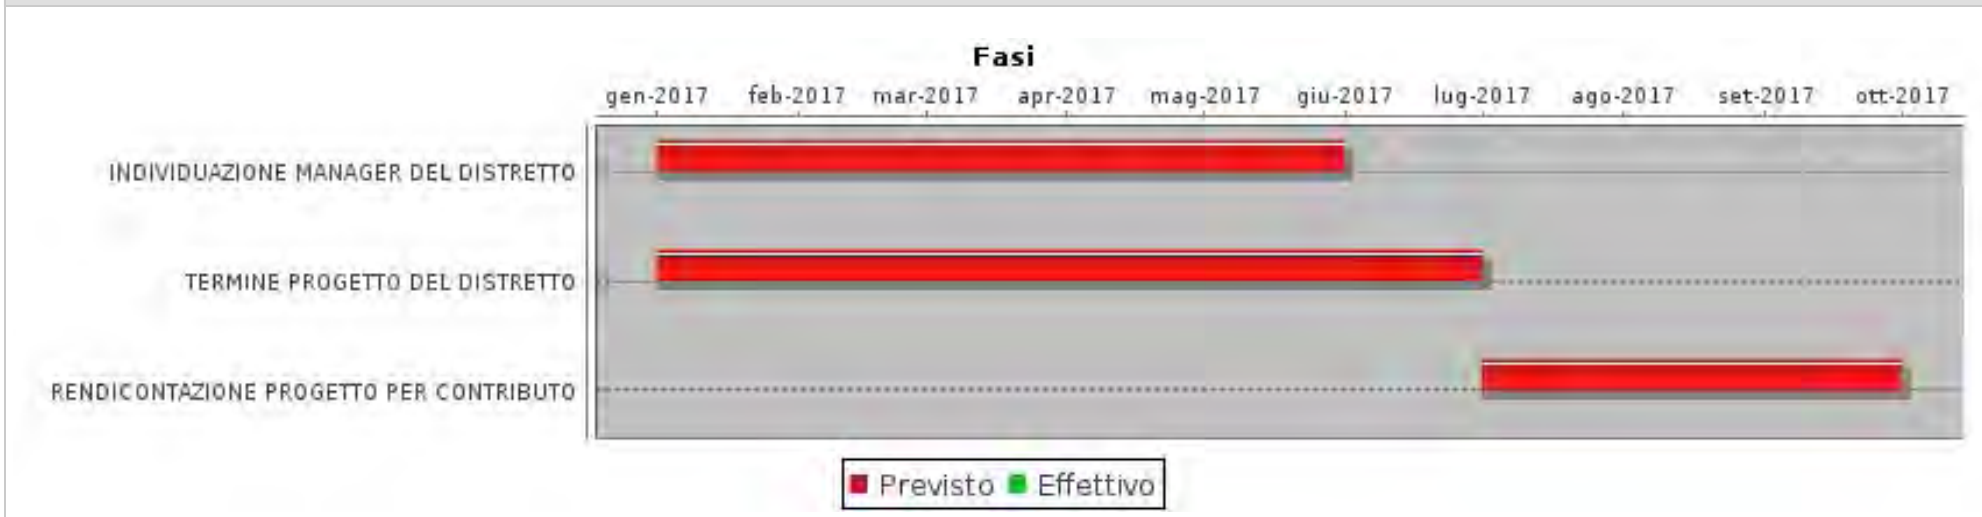 Fasi
gen-2017 feb-2017 mar-2017 apr-2017 mag-2017 giu-2017 lug-2017 ago-2017 set-2017 ott-2017
INDIVIDUAZIONE MANAGER DEL DISTRETTO
TERMINE PROGETTO DEL DISTRETTO
RENDICONTAZIONE PROGETTO PER CONTRIBUTO
Previsto Effettivo